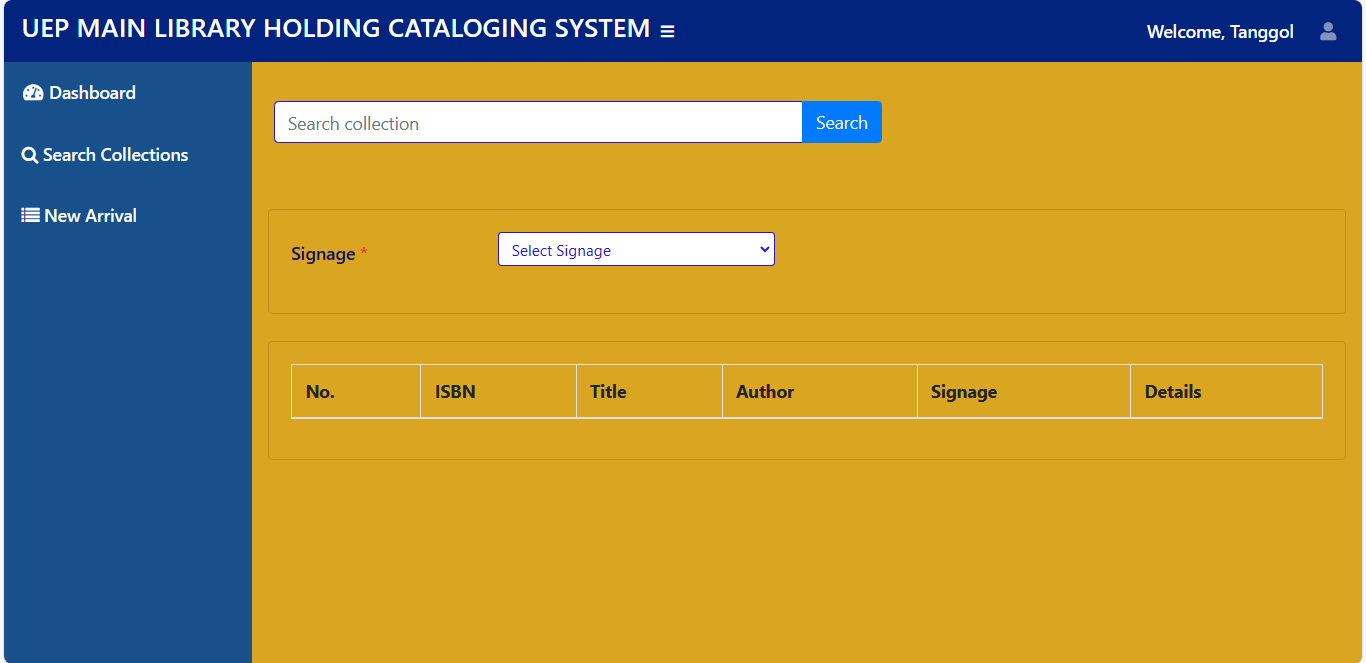 UEP MAIN LIBRARY HOLDING CATALOGING SYSTEM
Welcome, Tanggol
Dashboard
Search Collections
New Arrival
Search collection Search
Signage * Select Signage
No. ISBN Title Author Signage Details